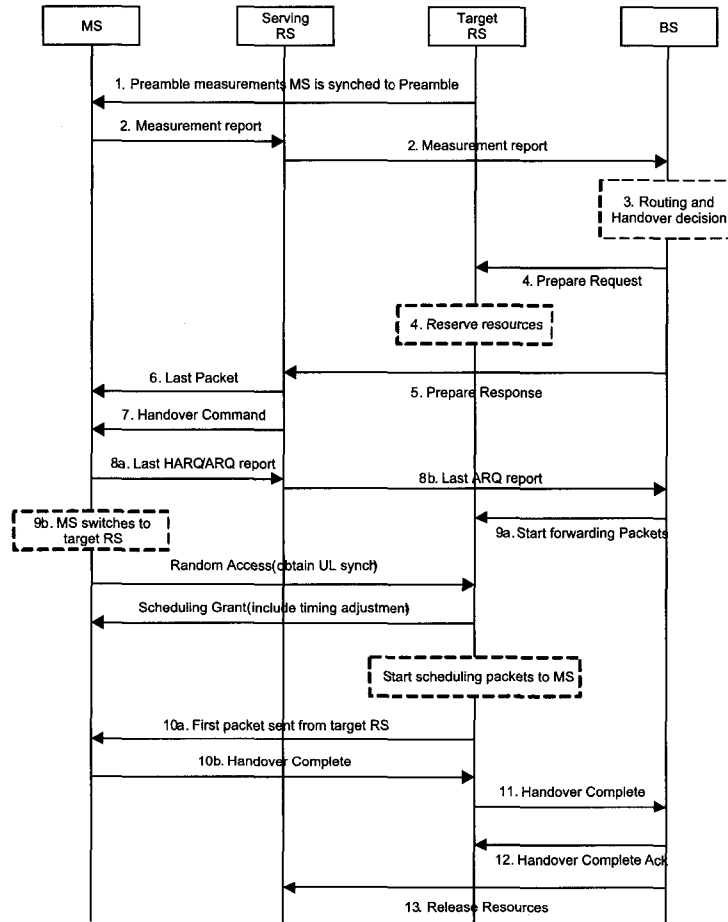 MS
Serving
RS
Target
RS
BS
1. Preamble measurements MS is synched to Preamble
2. Measurement report
2. Measurement report
3. Routing and
Handover decision
4. Prepare Request
4. Reserve resources
6. Last Packet
5. Prepare Response
7. Handover Command
8a. Last HARQ/ARQ report
8b. Last ARQ report
9b. MS switches to
target RS
9a. Start forwarding Packets
Random Access(obtain UL synch)
Scheduling Grant(include timing adjustment)
Start scheduling packets to MS
10a. First packet sent from target RS
10b. Handover Complete
11. Handover Complete
12. Handover Complete Ack
13. Release Resources